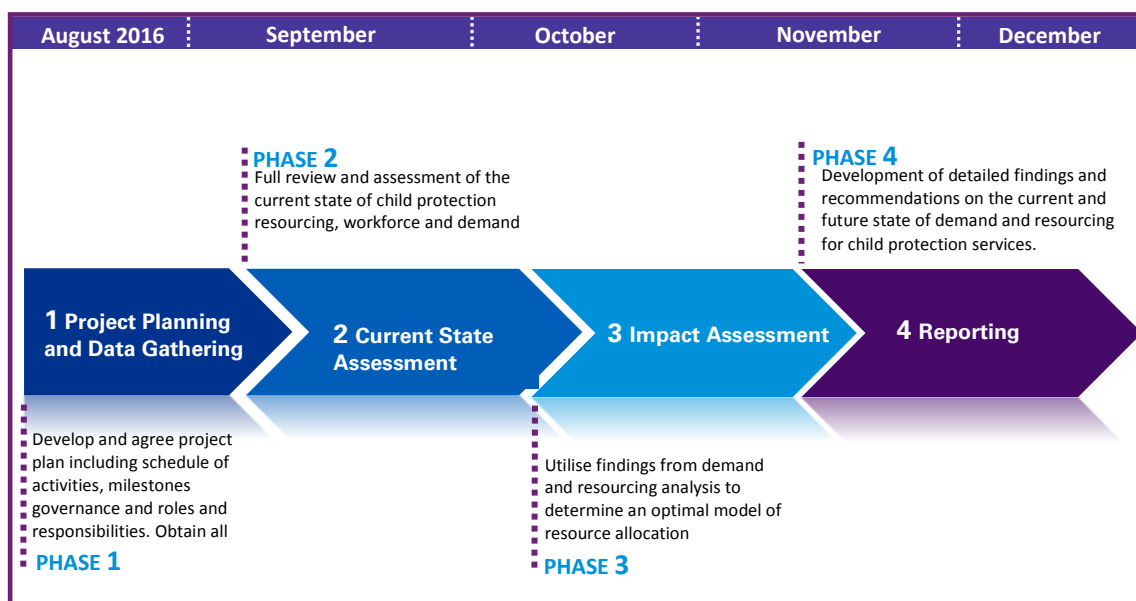 August 2016 September October November December
PHASE 2
Full review and assessment of the
current state of child protection
resourcing, workforce and demand
PHASE 4
Development of detailed findings and
recommendations on the current and
future state of demand and resourcing
for child protection services.
1 Project Planning
and Data Gathering
2 Current State
Assessment
3 Impact Assessment
4 Reporting
Develop and agree project
plan including schedule of
activities, milestones
governance and roles and
responsibilities. Obtain all
PHASE 1
Utilise findings from demand
and resourcing analysis to
determine an optimal model of
resource allocation
PHASE 3